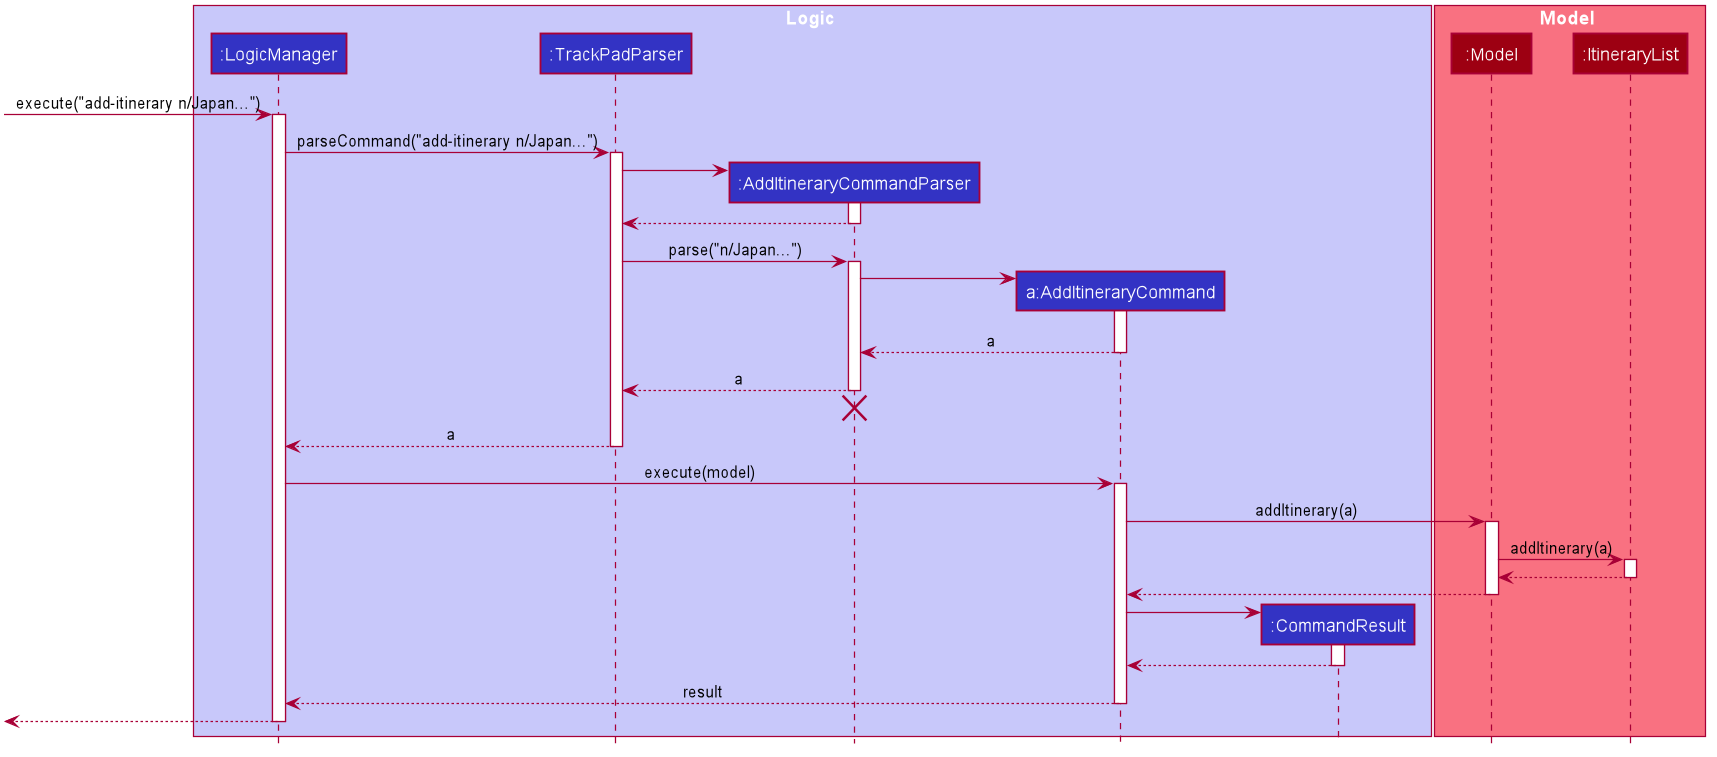 Logic
Model
:LogicManager
:TrackPadParser
:Model
:ItineraryList
execute("add-itinerary n/Japan...")
parseCommand("add-itinerary n/Japan...")
:AddItineraryCommandParser
parse("n/Japan...")
a:AddItineraryCommand
a
a
a
execute(model)
addItinerary(a)
addItinerary(a)
:CommandResult
result